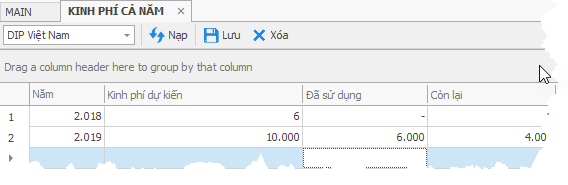 MAIN KINH PHÍ CẢ NĂM
DIP Việt Nam Nạp Lưu Xóa
Drag a column header here to group by that column
Năm Kinh phí dự kiến Đã sử dụng Còn lại
1 2.018 6 -
2 2.019 10.000 6.000 4.00